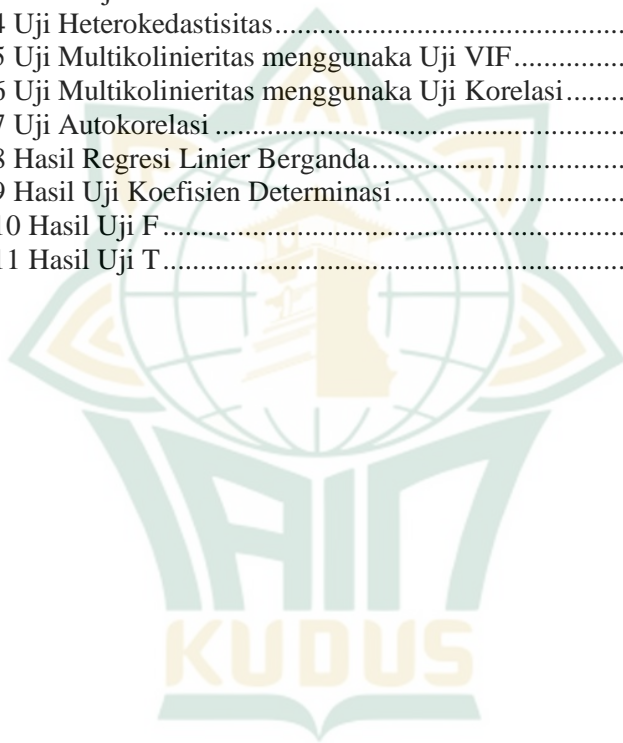 4 Uji Heterokedastisitas..............................................
5 Uji Multikolinieritas menggunaka Uji VIF................
6 Uji Multikolinieritas menggunaka Uji Korelasi........
7 Uji Autokorelasi.......................................................
8 Hasil Regresi Linier Berganda.................................
9 Hasil Uji Koefisien Determinasi..............................
10 Hasil Uji F..............................................................
11 Hasil Uji T..............................................................
IAIN
KUDUS